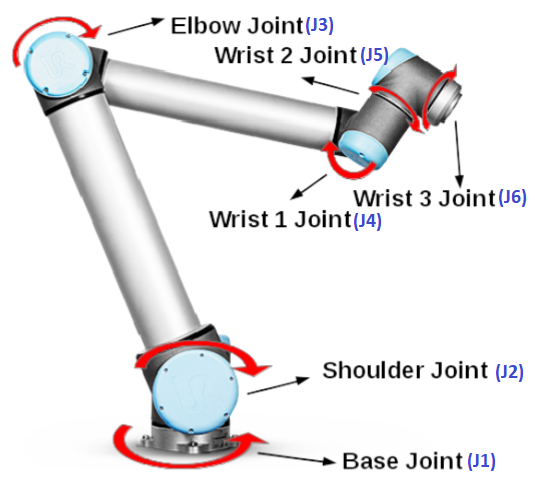 Elbow Joint (J3)
Wrist 2 Joint (J5)
Wrist 3 Joint (J6)
Wrist 1 Joint (J4)
Shoulder Joint (J2)
Base Joint (J1)